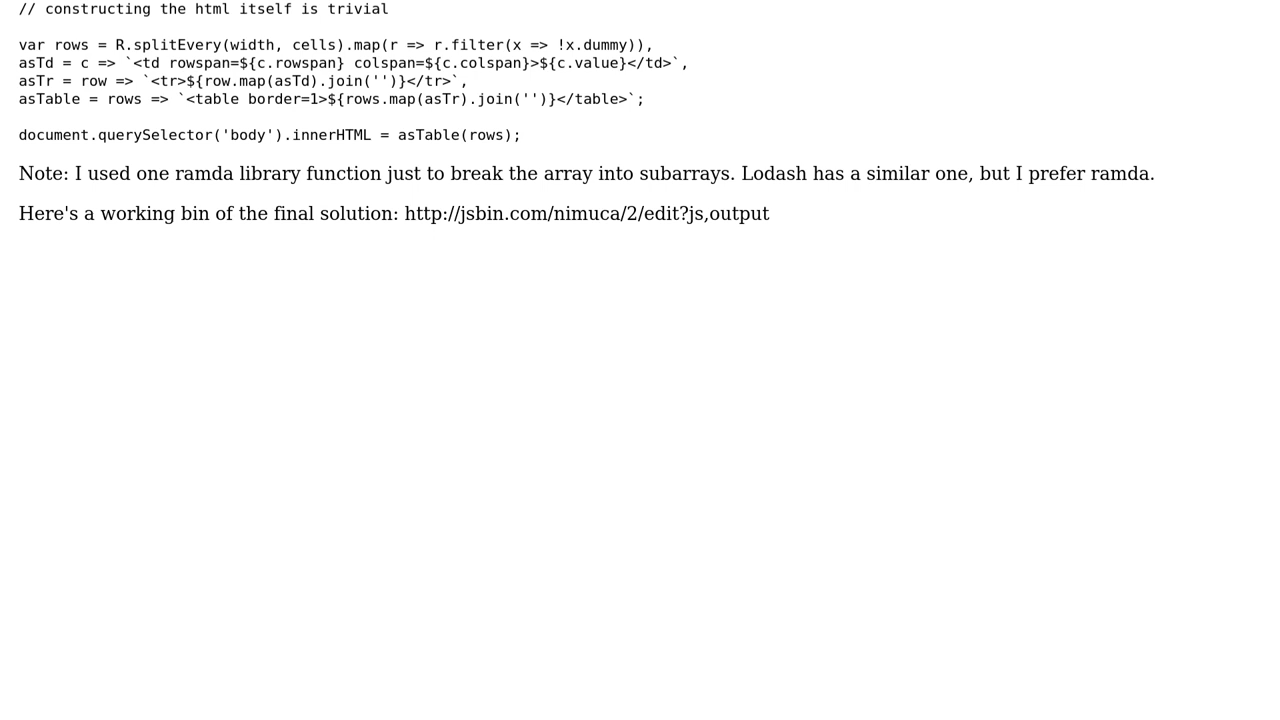 // constructing the html itself is trivial
var rows = R.splitEvery(width, cells).map(r => r.filter(x => !x.dummy)),
asTd = c => `<td rowspan=${c.rowspan} colspan=${c.colspan}>${c.value}</td>`,
asTr = row => `<tr>${row.map(asTd).join('')}</tr>`,
asTable = rows => `<table border=1>${rows.map(asTr).join('')}</table>`;
document.querySelector('body').innerHTML = asTable(rows);
Note: I used one ramda library function just to break the array into subarrays. Lodash has a similar one, but I prefer ramda.
Here's a working bin of the final solution: http://jsbin.com/nimuca/2/edit?js,output